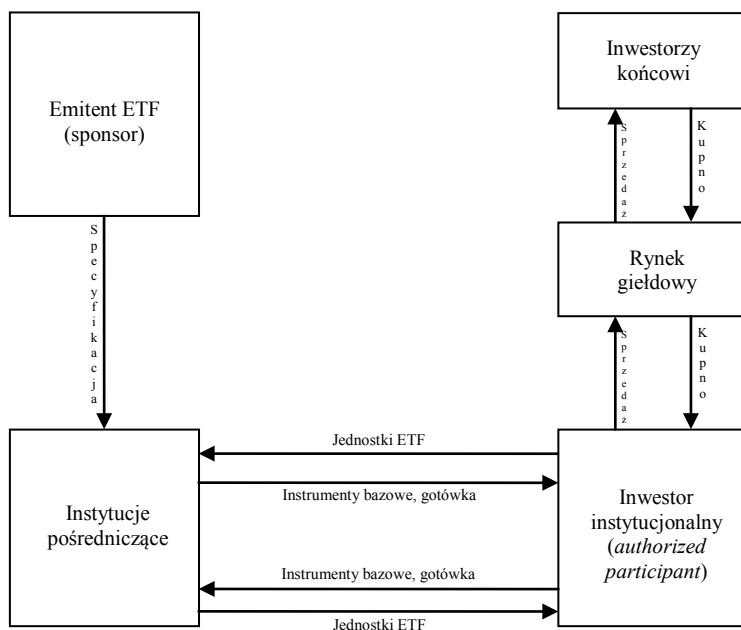 Emitent ETF
(sponsor)
Inwestorzy
końcowi
Sprzedaż
Kupno
Specyfikacja
Rynek
giełdowy
Sprzedaż
Kupno
Instytucje
pośredniczące
Jednostki ETF
Instrumenty bazowe, gotówka
Instrumenty bazowe, gotówka
Jednostki ETF
Inwestor
instytucjonalny
(authorized
participant)